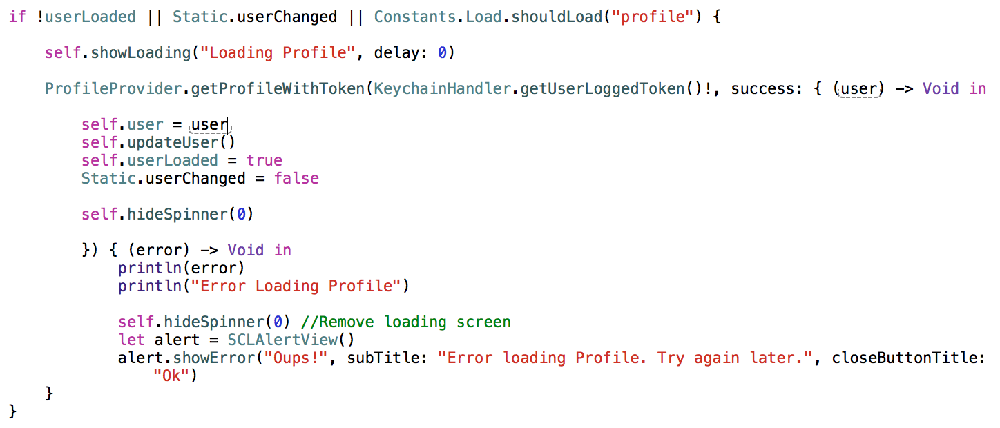 if !userLoaded || Static.userChanged || Constants.Load.shouldLoad("profile") {
self.showLoading("Loading Profile", delay: 0)
ProfileProvider.getProfileWithToken(KeychainHandler.getUserLoggedToken()!, success: { (user) -> Void in
self.user = user
self.updateUser()
self.userLoaded = true
Static.userChanged = false
self.hideSpinner(0)
}) { (error) -> Void in
println(error)
println("Error Loading Profile")
self.hideSpinner(0) //Remove loading screen
let alert = SCLAlertView()
alert.showError("Oups!", subTitle: "Error loading Profile. Try again later.", closeButtonTitle:
"Ok")
}
}